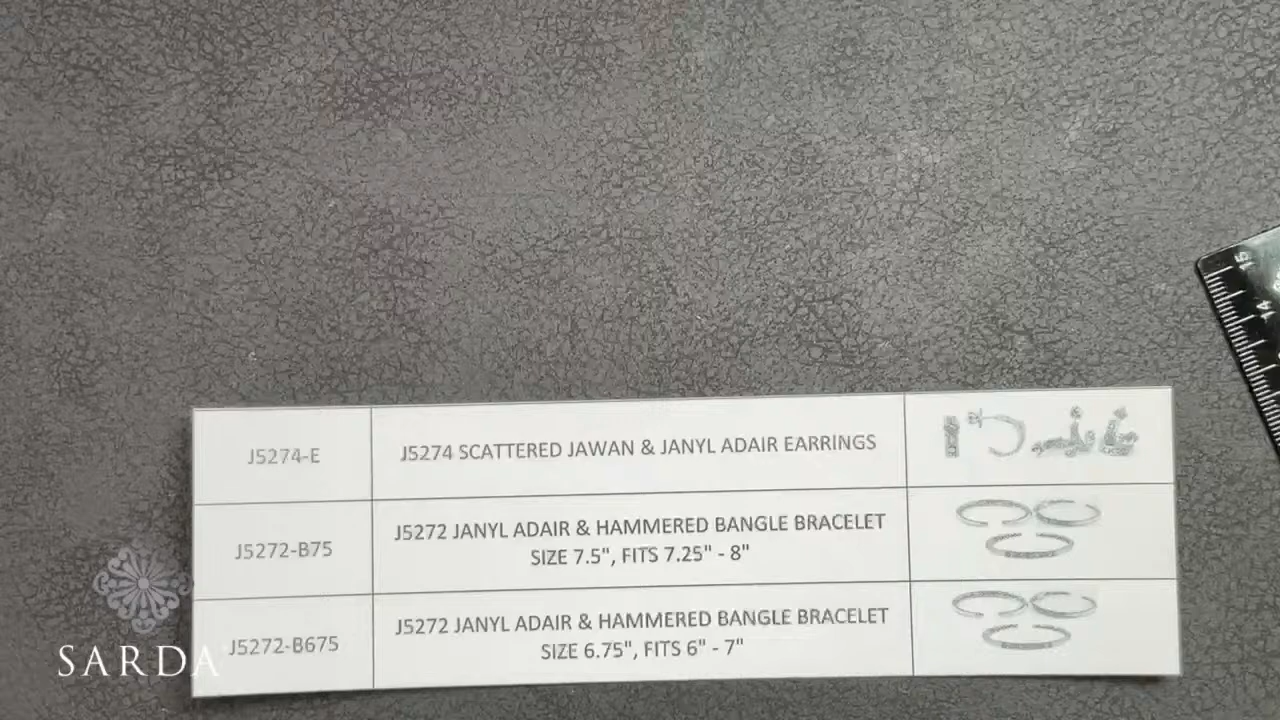 J5274-E
J5274 SCATTERED JAWAN & JANYL ADAIR EARRINGS
J5272-B75
J5272 JANYL ADAIR & HAMMERED BANGLE BRACELET
SIZE 7.5", FITS 7.25" - 8"
J5272-B675
J5272 JANYL ADAIR & HAMMERED BANGLE BRACELET
SIZE 6.75", FITS 6" - 7"
SARDA
15
14